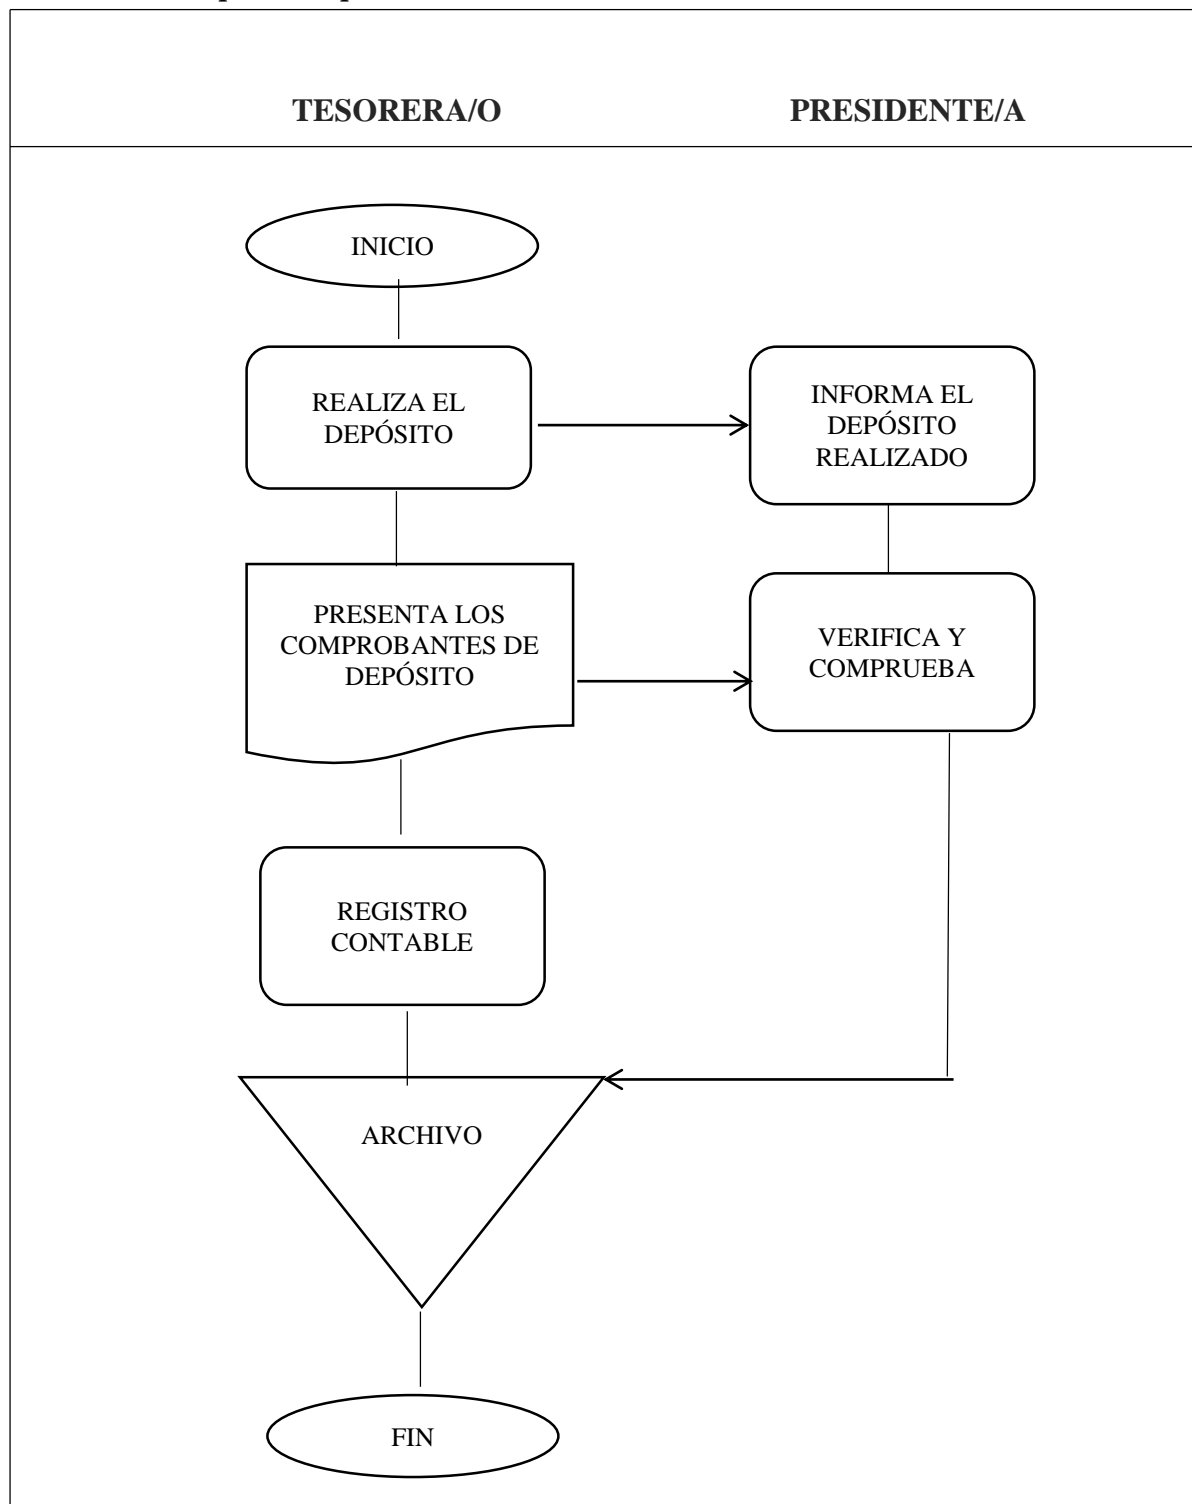 TESORERA/O
PRESIDENTE/A
INICIO
REALIZA EL
DEPÓSITO
INFORMA EL
DEPÓSITO
REALIZADO
PRESENTA LOS
COMPROBANTES DE
DEPÓSITO
VERIFICA Y
COMPRUEBA
REGISTRO
CONTABLE
ARCHIVO
FIN